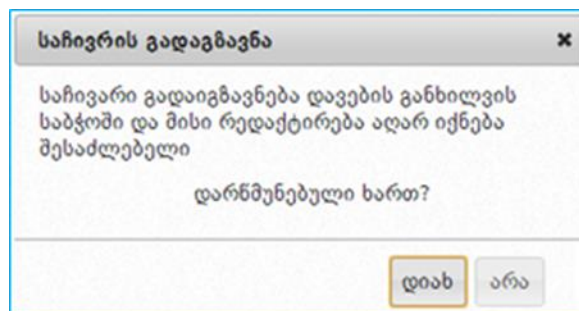 საჩივრის გადაგზავნა
საჩივარი გადაიგზავნება დავების განხილვის
საბჭოში და მისი რედაქტირება აღარ იქნება
შესაძლებელი
დარწმუნებული ხართ?
დიახ
არა